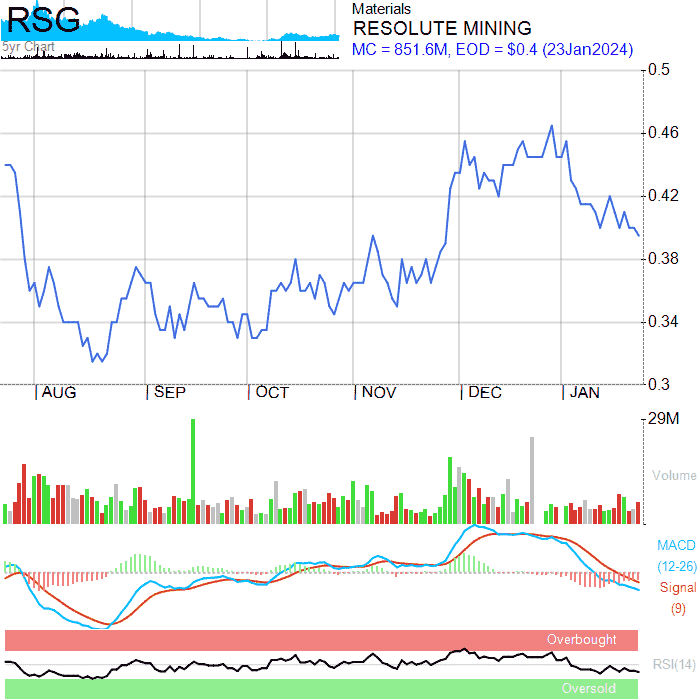 RSG
5yr Chart
Materials
RESOLUTE MINING
MC = 851.6M, EOD = $0.4 (23Jan2024)
0.5
0.46
0.42
0.38
0.34
0.3
AUG SEP OCT NOV DEC JAN
29M
Volume
MACD
(12-26)
Signal
(9)
Overbought
RSI(14)
Oversold